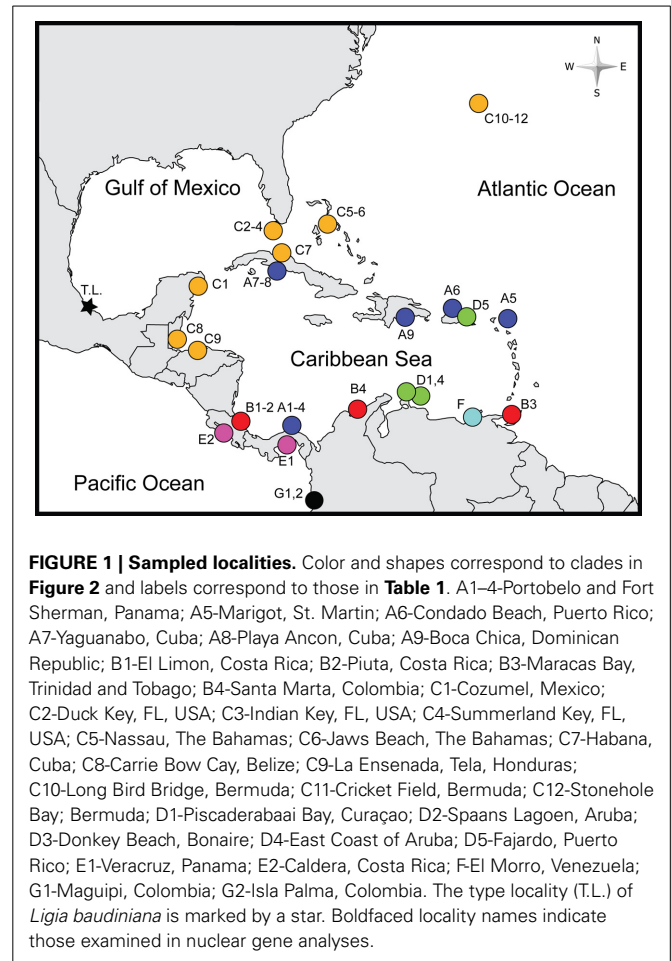 N
W E
S
C10-12
Gulf of Mexico
Atlantic Ocean
C2-4
C5-6
C7
T.L.
C1
A7-8
A6
D5
A5
C8
A9
C9
Caribbean Sea
D1,4
B4
B1-2
A1-4
F
B3
E2
E1
Pacific Ocean
G1,2
FIGURE 1 | Sampled localities. Color and shapes correspond to clades in
Figure 2 and labels correspond to those in Table 1. A1–4-Portobelo and Fort
Sherman, Panama; A5-Marigot, St. Martin; A6-Condado Beach, Puerto Rico;
A7-Yaguanabo, Cuba; A8-Playa Ancon, Cuba; A9-Boca Chica, Dominican
Republic; B1-El Limon, Costa Rica; B2-Piuta, Costa Rica; B3-Maracas Bay,
Trinidad and Tobago; B4-Santa Marta, Colombia; C1-Cozumel, Mexico;
C2-Duck Key, FL, USA; C3-Indian Key, FL, USA; C4-Summerland Key, FL,
USA; C5-Nassau, The Bahamas; C6-Jaws Beach, The Bahamas; C7-Habana,
Cuba; C8-Carrie Bow Cay, Belize; C9-La Ensenada, Tela, Honduras;
C10-Long Bird Bridge, Bermuda; C11-Cricket Field, Bermuda; C12-Stonehole
Bay; Bermuda; D1-Piscaderabaai Bay, Curaçao; D2-Spaans Lagoen, Aruba;
D3-Donkey Beach, Bonaire; D4-East Coast of Aruba; D5-Fajardo, Puerto
Rico; E1-Veracruz, Panama; E2-Caldera, Costa Rica; F-El Morro, Venezuela;
G1-Maguipi, Colombia; G2-Isla Palma, Colombia. The type locality (T.L.) of
Ligia baudiniana is marked by a star. Boldfaced locality names indicate
those examined in nuclear gene analyses.